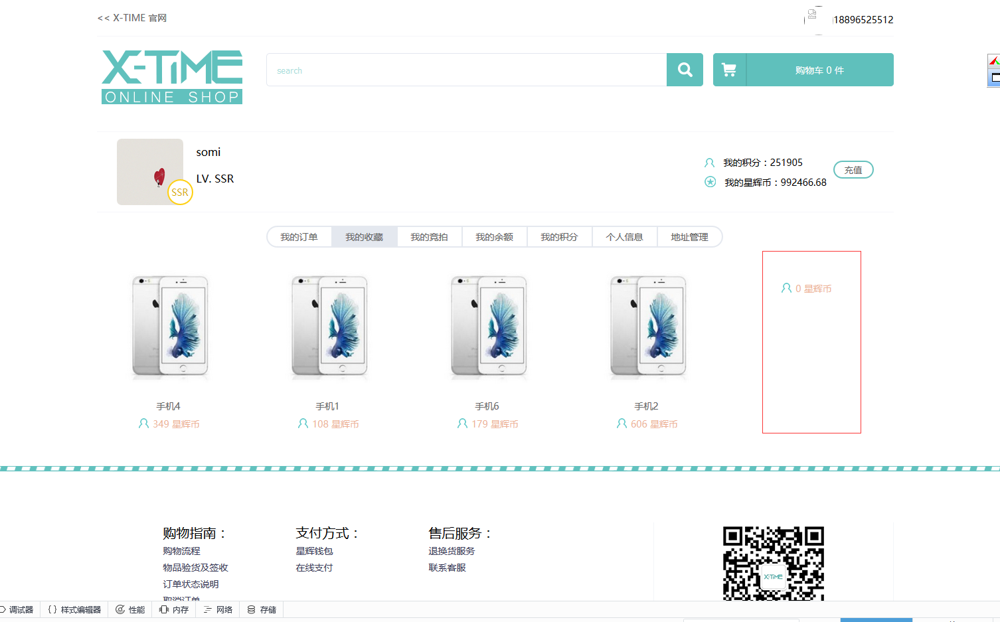 << X-TIME 官网
18896525512
X-TIME
ONLINE SHOP
search
购物车 0 件
somi
LV. SSR
SSR
我的积分：251905
我的星辉币：992466.68
充值
我的订单
我的收藏
我的竞拍
我的余额
我的积分
个人信息
地址管理
0 星辉币
手机4
349 星辉币
手机1
108 星辉币
手机6
179 星辉币
手机2
606 星辉币
购物指南：
购物流程
物品验货及签收
订单状态说明
取消订单
支付方式：
星辉钱包
在线支付
售后服务：
退换货服务
联系客服
X-TIME
调试器
{ } 样式编辑器
性能
内存
网络
存储